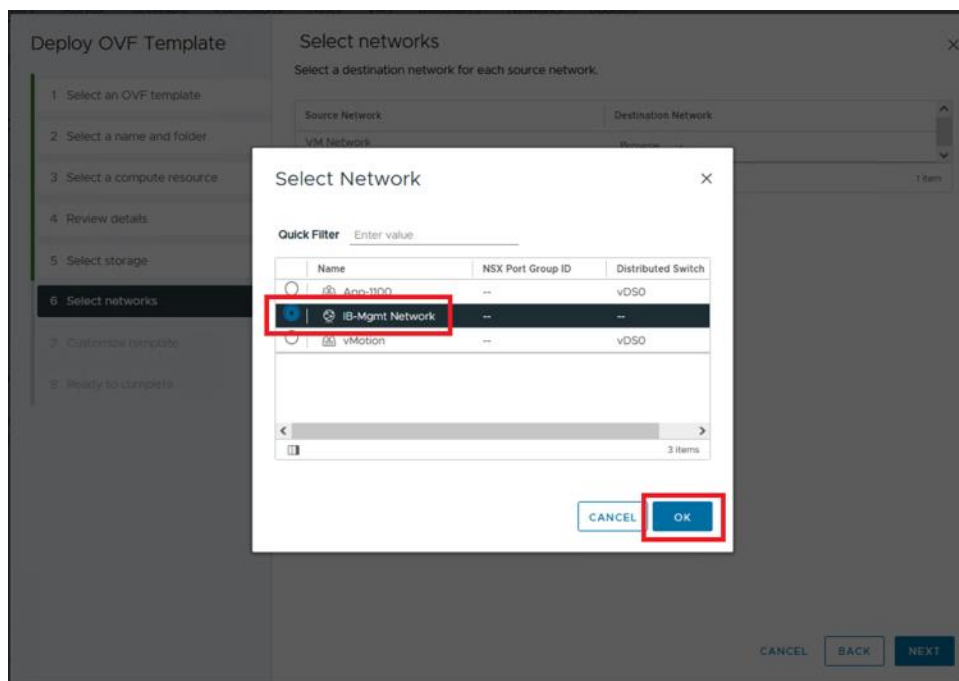 Deploy OVF Template
1 Select an OVF template
2 Select a name and folder
3 Select a compute resource
4 Review details
5 Select storage
6 Select networks
7 Customize template
8 Ready to complete
Select networks
Select a destination network for each source network.
Source Network Destination Network
VM Network Browse ...
1 item
Select Network
Quick Filter Enter value
Name NSX Port Group ID Distributed Switch
App-1100 -- vDS0
IB-Mgmt Network -- --
vMotion -- vDS0
3 items
CANCEL OK
CANCEL BACK NEXT